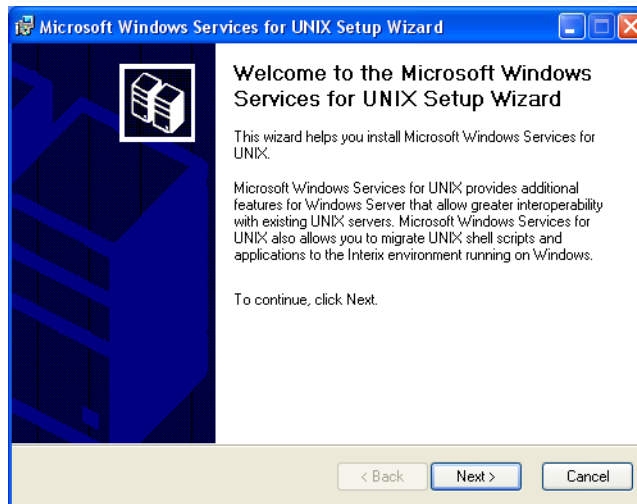 Microsoft Windows Services for UNIX Setup Wizard
Welcome to the Microsoft Windows
Services for UNIX Setup Wizard
This wizard helps you install Microsoft Windows Services for
UNIX.
Microsoft Windows Services for UNIX provides additional
features for Windows Server that allow greater interoperability
with existing UNIX servers. Microsoft Windows Services for
UNIX also allows you to migrate UNIX shell scripts and
applications to the Interix environment running on Windows.
To continue, click Next.
< Back Next > Cancel